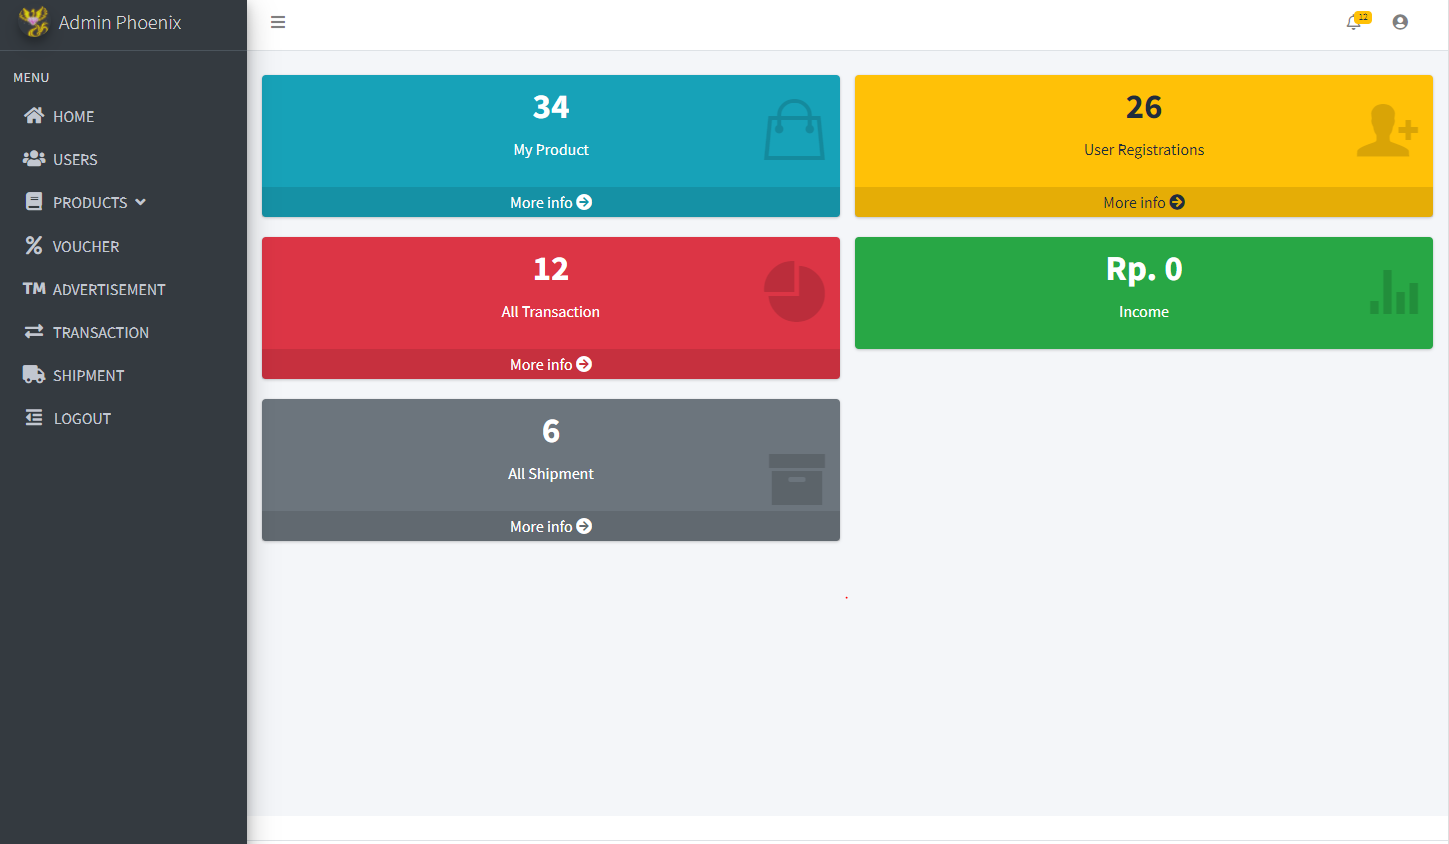 Admin Phoenix
12
MENU
HOME
USERS
PRODUCTS
VOUCHER
TM ADVERTISEMENT
TRANSACTION
SHIPMENT
LOGOUT
34
My Product
More info
26
User Registrations
More info
12
All Transaction
More info
Rp. 0
Income
6
All Shipment
More info